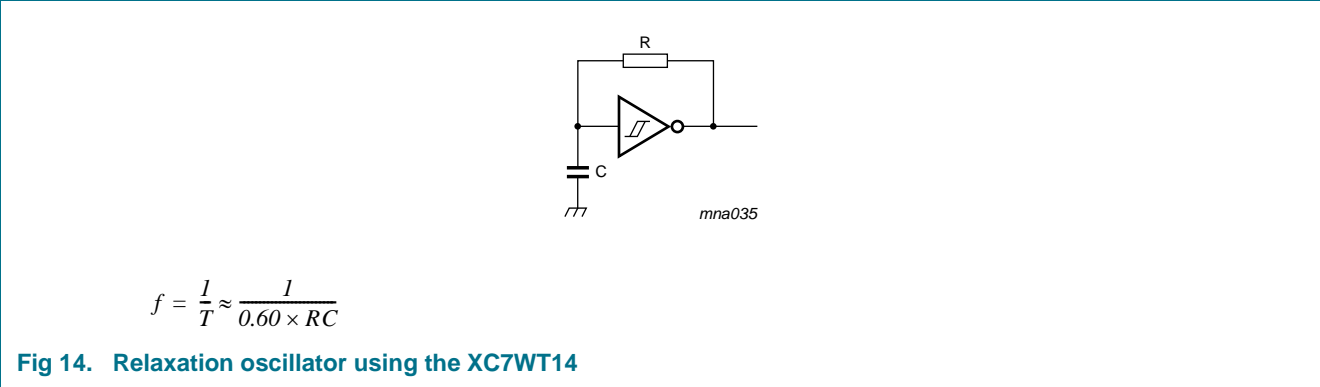 R
C
mna035
f = 1/T ≈ 1/(0.60 × RC)
Fig 14. Relaxation oscillator using the XC7WT14